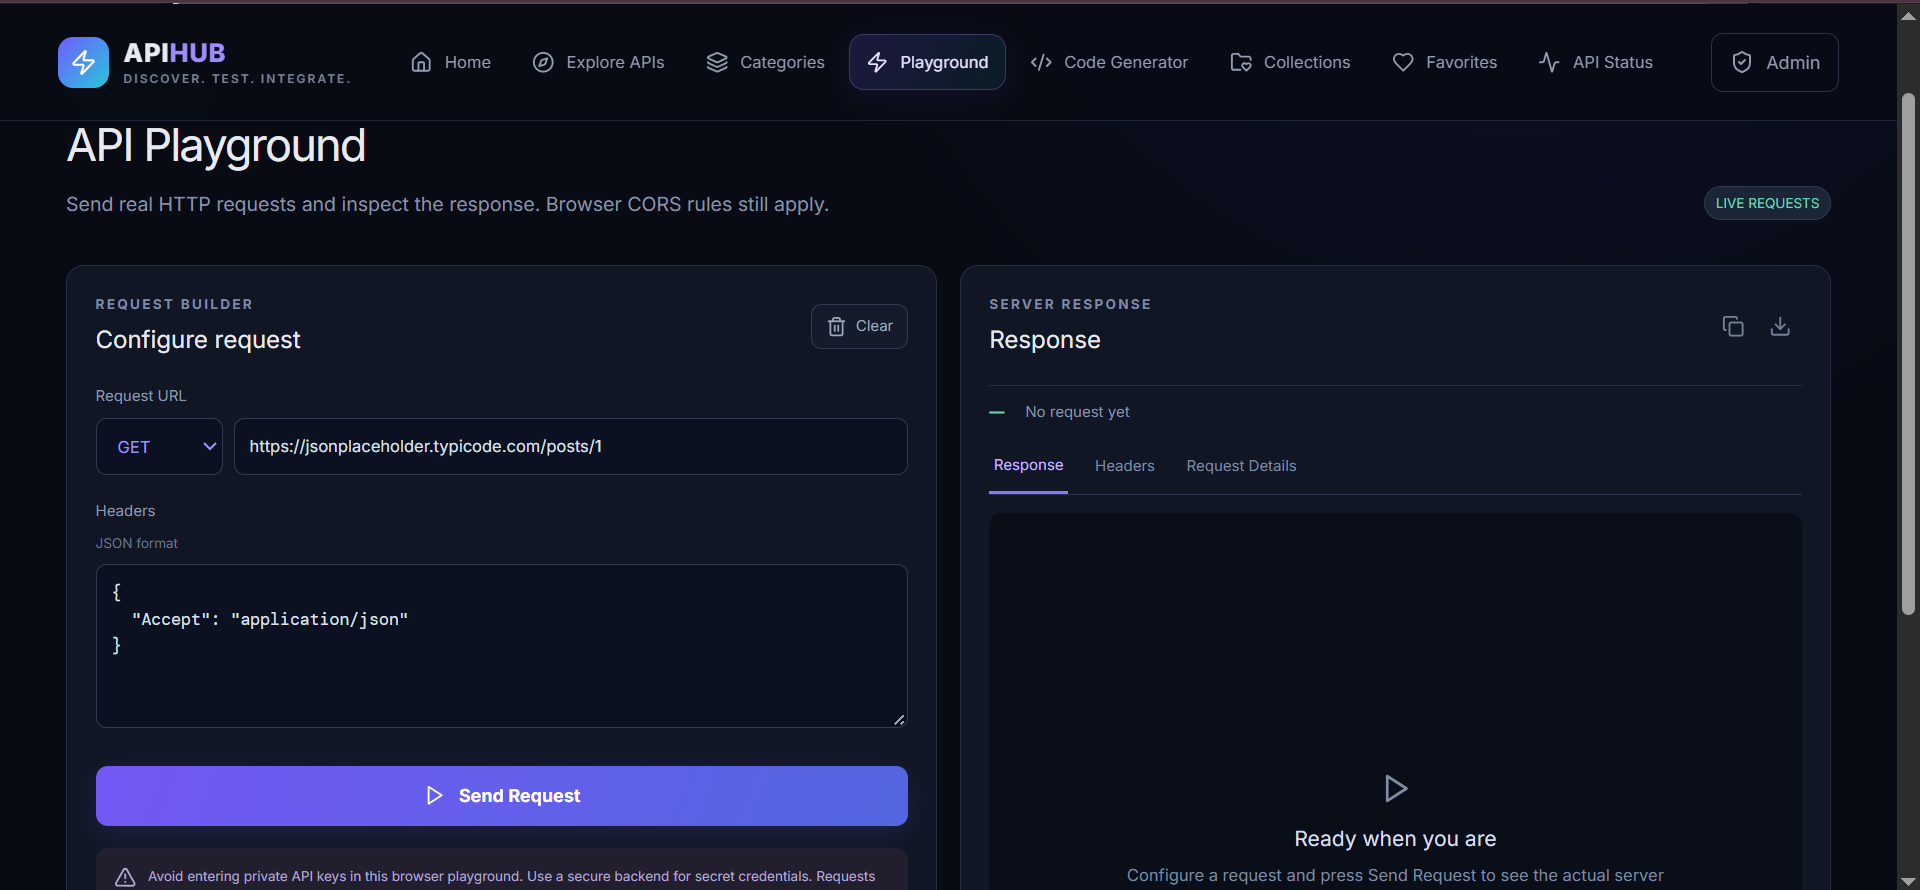 APIHUB
DISCOVER. TEST. INTEGRATE.
Home
Explore APIs
Categories
Playground
Code Generator
Collections
Favorites
API Status
Admin
API Playground
Send real HTTP requests and inspect the response. Browser CORS rules still apply.
LIVE REQUESTS
REQUEST BUILDER
Configure request
Clear
Request URL
GET
https://jsonplaceholder.typicode.com/posts/1
Headers
JSON format
{
"Accept": "application/json"
}
Send Request
Avoid entering private API keys in this browser playground. Use a secure backend for secret credentials. Requests
SERVER RESPONSE
Response
— No request yet
Response
Headers
Request Details
Ready when you are
Configure a request and press Send Request to see the actual server